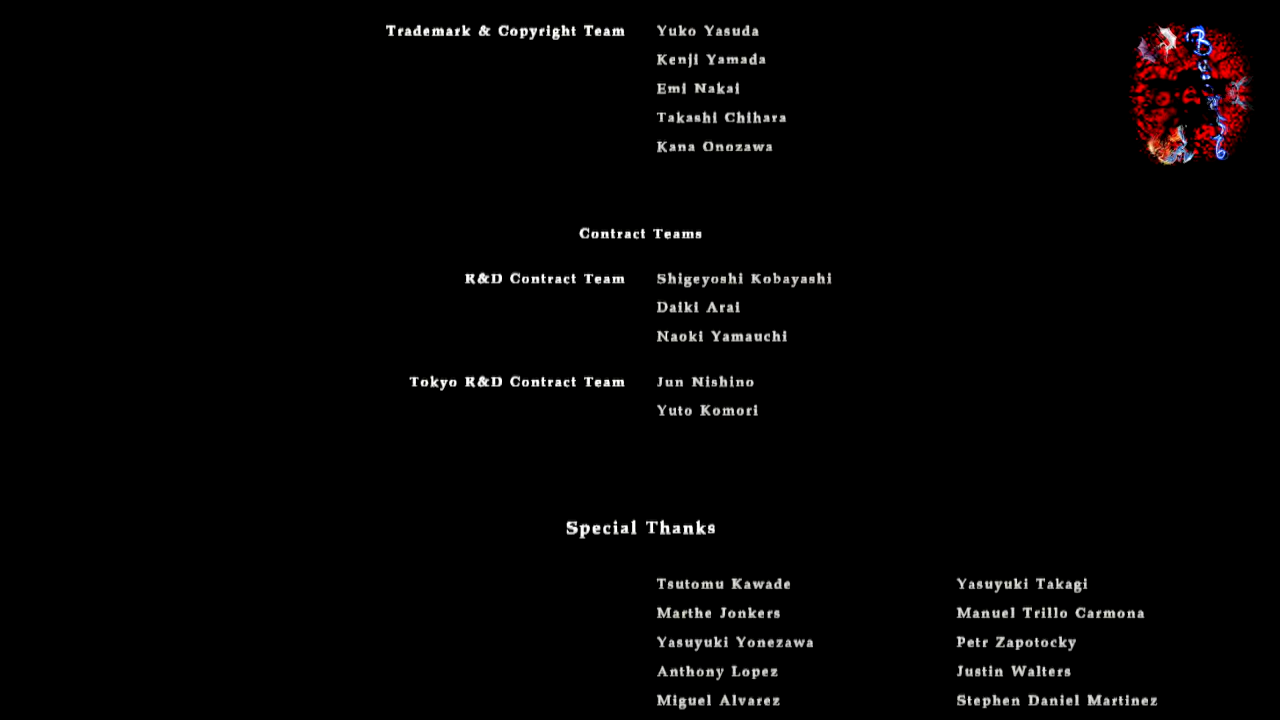 Trademark & Copyright Team Yuko Yasuda
Kenji Yamada
Emi Nakai
Takashi Chihara
Kana Onozawa
Contract Teams
R&D Contract Team Shigeyoshi Kobayashi
Daiki Arai
Naoki Yamauchi
Tokyo R&D Contract Team Jun Nishino
Yuto Komori
Special Thanks
Tsutomu Kawade Yasuyuki Takagi
Marthe Jonkers Manuel Trillo Carmona
Yasuyuki Yonezawa Petr Zapotocky
Anthony Lopez Justin Walters
Miguel Alvarez Stephen Daniel Martinez